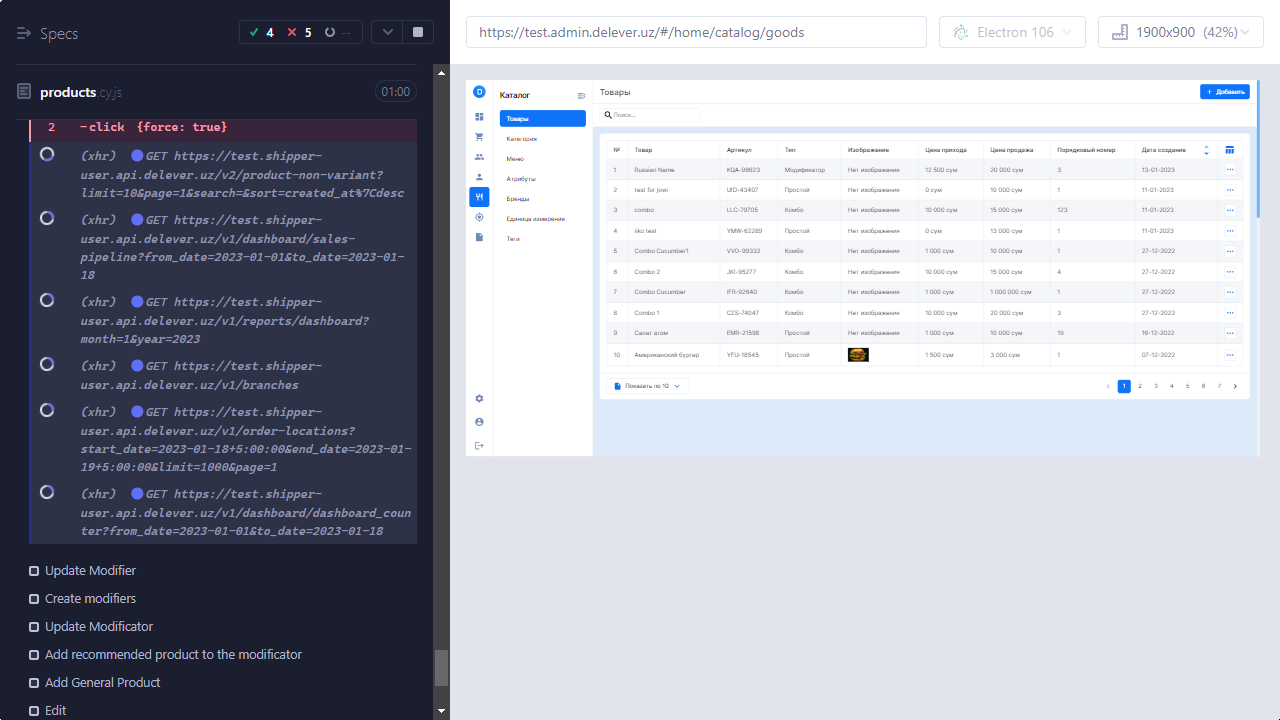 Specs
4
5
--
products.cy.js
01:00
2 −click {force: true}
(xhr) GET https://test.shipper-
user.api.delever.uz/v2/product-non-variant?
limit=10&page=1&search=&sort=created_at%7Cdesc
(xhr) GET https://test.shipper-
user.api.delever.uz/v1/dashboard/sales-
pipeline?from_date=2023-01-01&to_date=2023-01-
18
(xhr) GET https://test.shipper-
user.api.delever.uz/v1/reports/dashboard?
month=1&year=2023
(xhr) GET https://test.shipper-
user.api.delever.uz/v1/branches
(xhr) GET https://test.shipper-
user.api.delever.uz/v1/order-locations?
start_date=2023-01-18+5:00:00&end_date=2023-01-
19+5:00:00&limit=1000&page=1
(xhr) GET https://test.shipper-
user.api.delever.uz/v1/dashboard/dashboard_coun
ter?from_date=2023-01-01&to_date=2023-01-18
Update Modifier
Create modifiers
Update Modificator
Add recommended product to the modificator
Add General Product
Edit
https://test.admin.delever.uz/#/home/catalog/goods
Electron 106
1900x900 (42%)
D
Каталог
Товары
Категория
Меню
Атрибуты
Бренды
Единица измерения
Теги
Товары
+ Добавить
Поиск...
№ Товар Артикул Тип Изображение Цена прихода Цена продажа Порядковый номер Дата создание
1 Russian Name KQA-98623 Модификатор Нет изображения 12 500 сум 20 000 сум 3 13-01-2023
2 test for jowi UID-43407 Простой Нет изображения 0 сум 10 000 сум 1 11-01-2023
3 combo LLC-79705 Комбо Нет изображения 10 000 сум 15 000 сум 123 11-01-2023
4 iiko test YMW-62289 Простой Нет изображения 0 сум 13 000 сум 1 11-01-2023
5 Combo Cucumber1 VVO-99332 Комбо Нет изображения 1 000 сум 10 000 сум 1 27-12-2022
6 Combo 2 JKI-95277 Комбо Нет изображения 10 000 сум 15 000 сум 4 27-12-2022
7 Combo Cucumber IFR-92640 Комбо Нет изображения 1 000 сум 1 000 000 сум 1 27-12-2022
8 Combo 1 CZS-74047 Комбо Нет изображения 10 000 сум 20 000 сум 3 27-12-2022
9 Салат атом EMR-21598 Простой Нет изображения 1 000 сум 10 000 сум 19 16-12-2022
10 Американский бургер YFU-18545 Простой 1 500 сум 3 000 сум 1 07-12-2022
Показать по 10
1 2 3 4 5 6 7